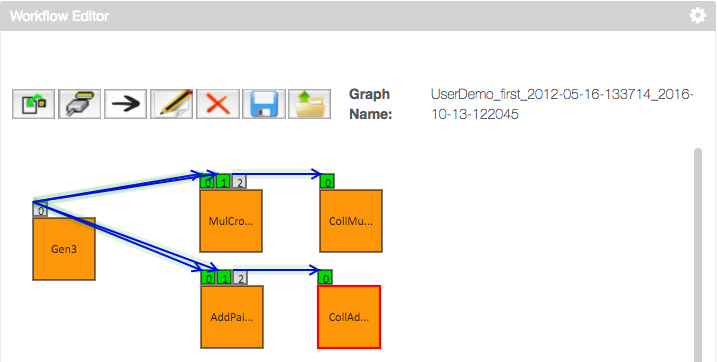 Workflow Editor
Graph Name:
UserDemo_first_2012-05-16-133714_2016-
10-13-122045
0 1 2
0
MulCro...
CollMu...
0
Gen3
0 1 2
0
AddPai...
CollAd...